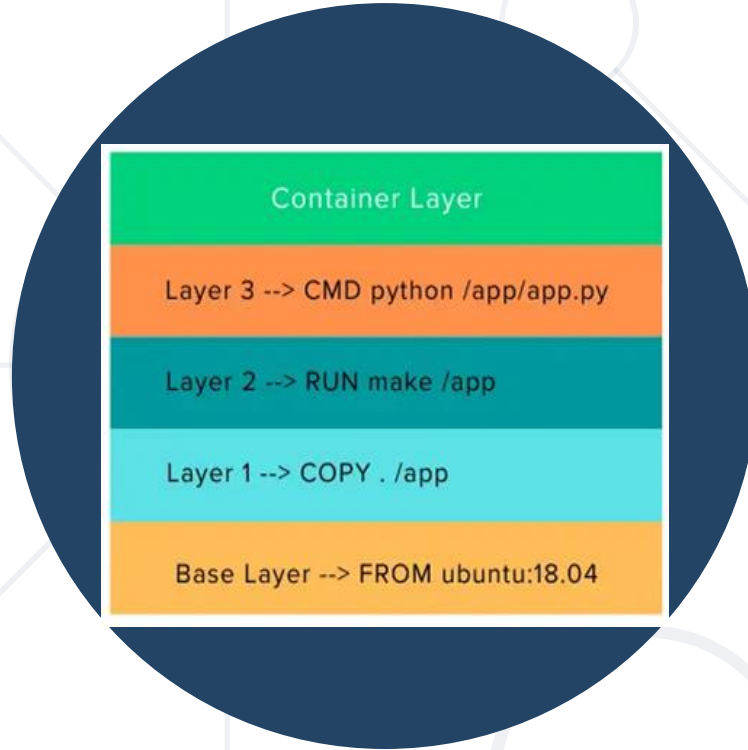 Container Layer
Layer 3 --> CMD python /app/app.py
Layer 2 --> RUN make /app
Layer 1 --> COPY . /app
Base Layer --> FROM ubuntu:18.04